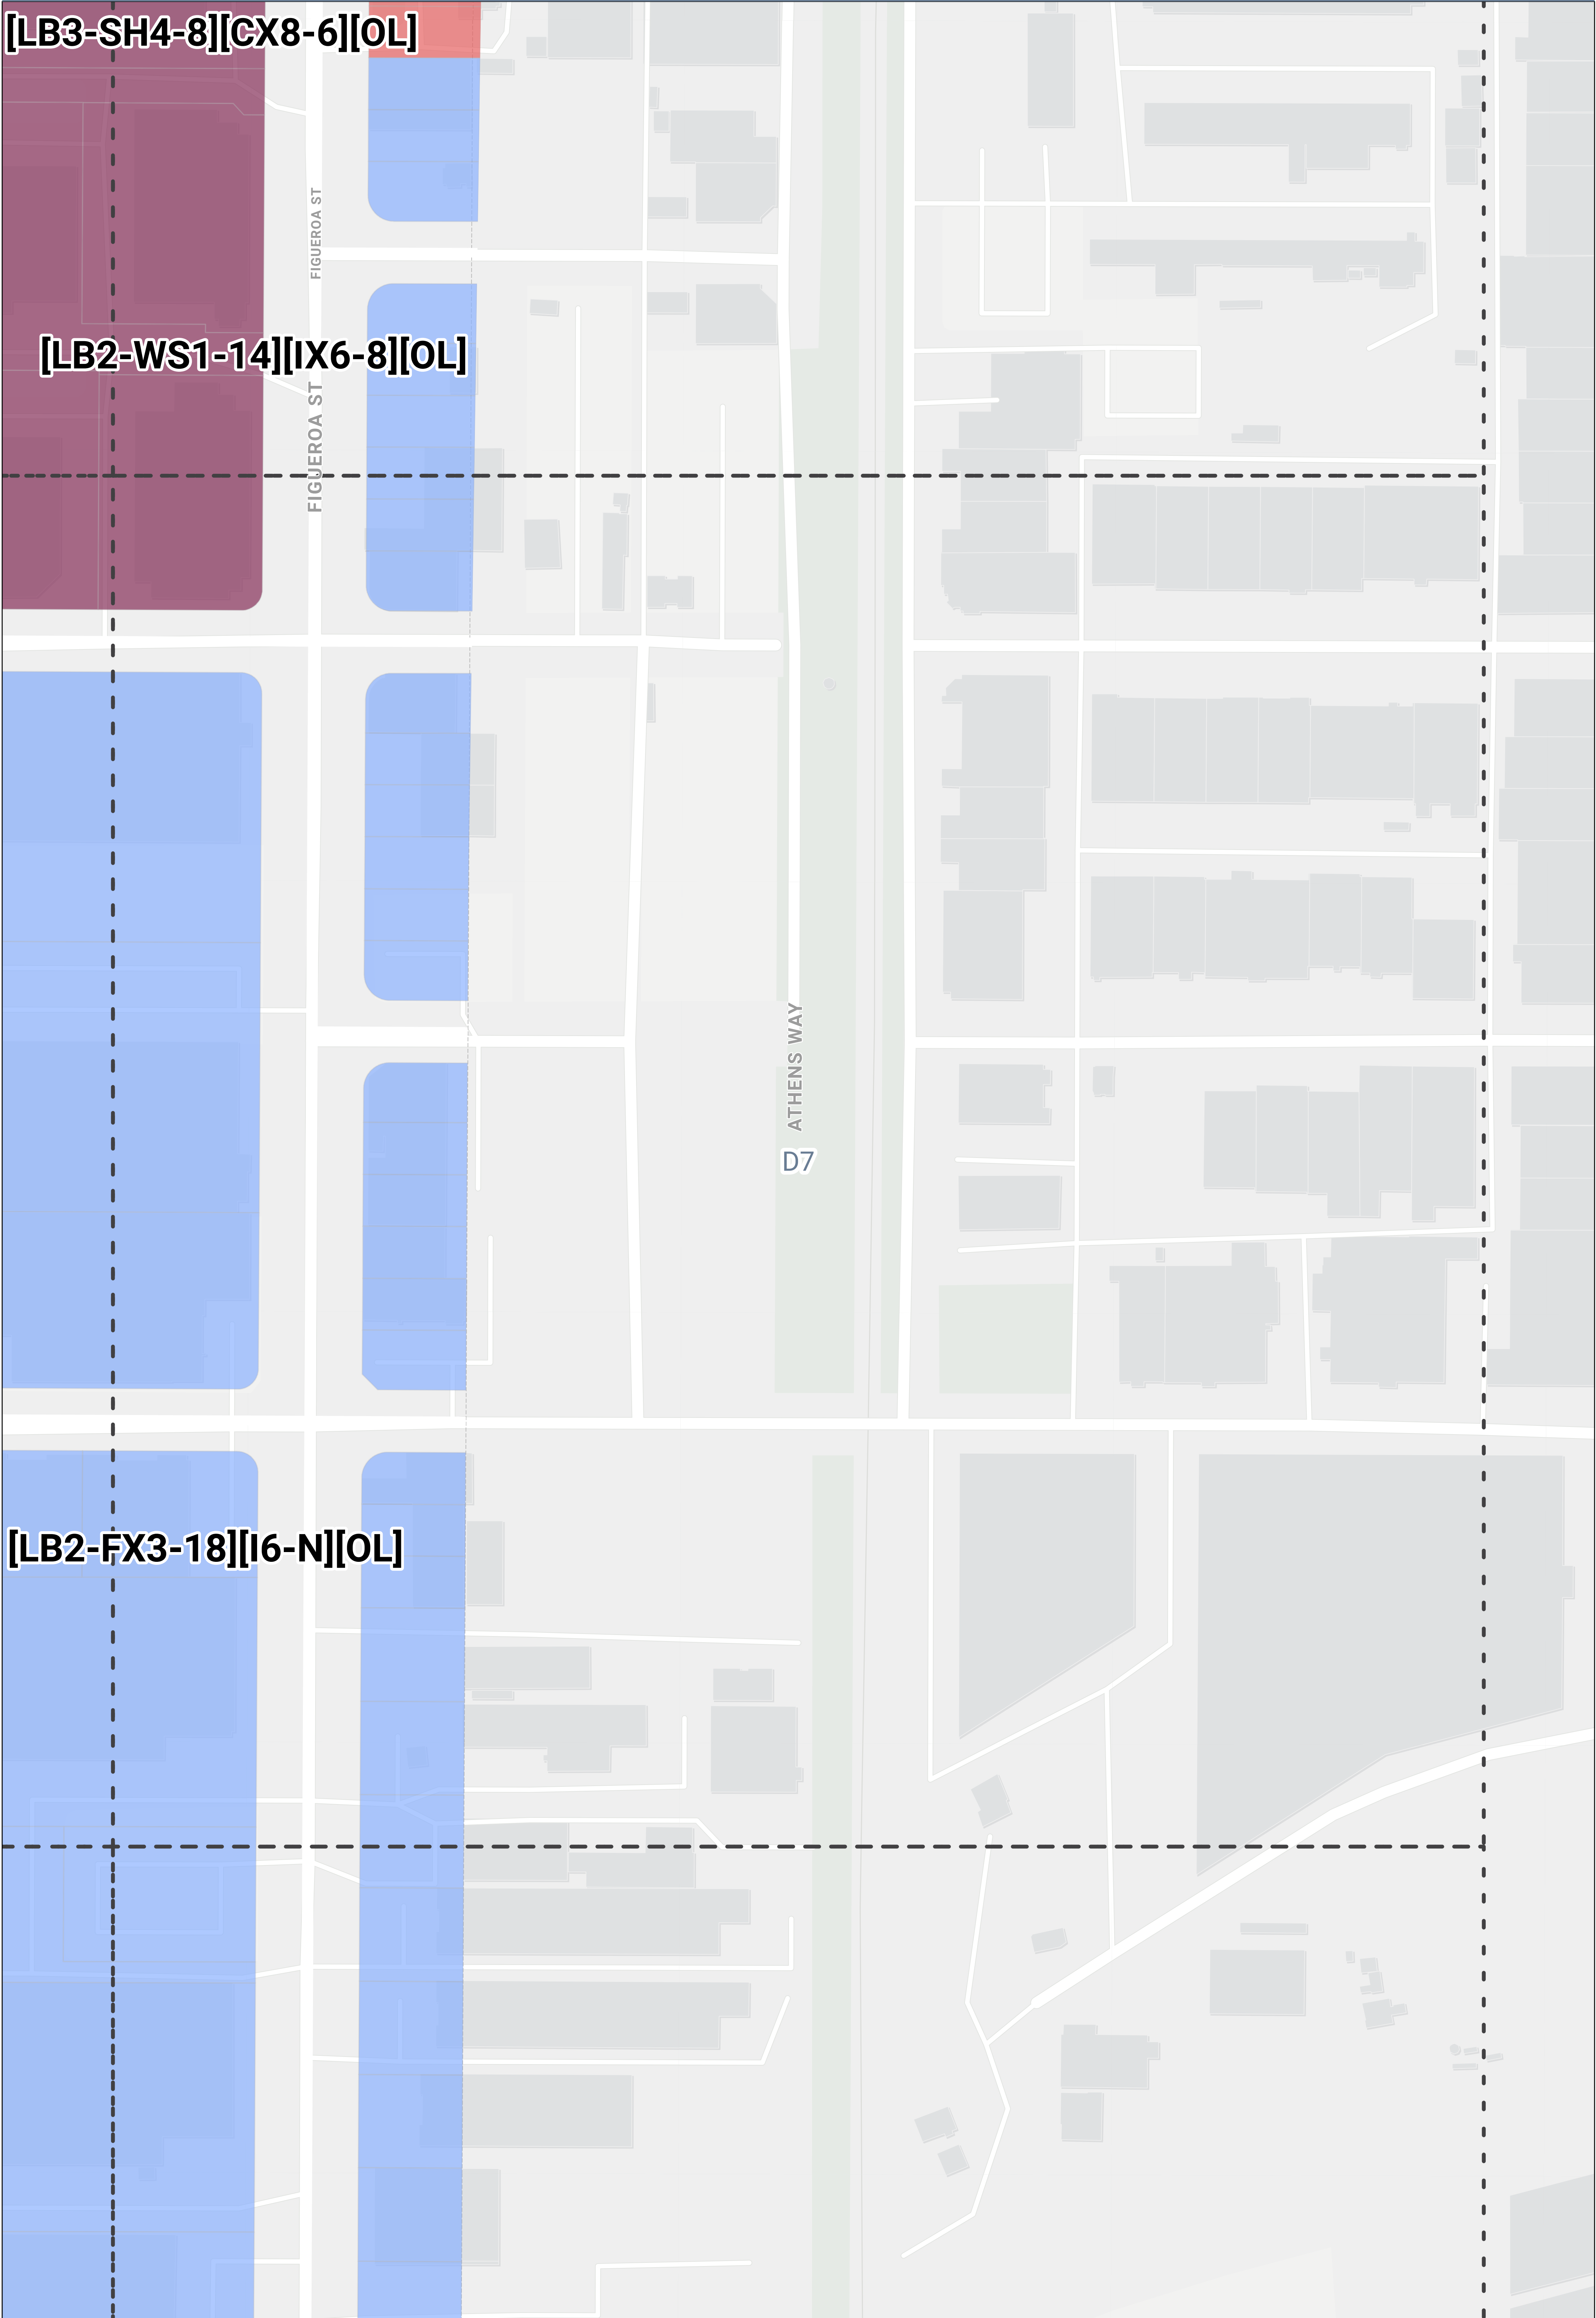 [LB3-SH4-8][CX8-6][OL]
FIGUEROA ST
[LB2-WS1-14][IX6-8][OL]
FIGUEROA ST
ATHENS WAY
D7
[LB2-FX3-18][I6-N][OL]